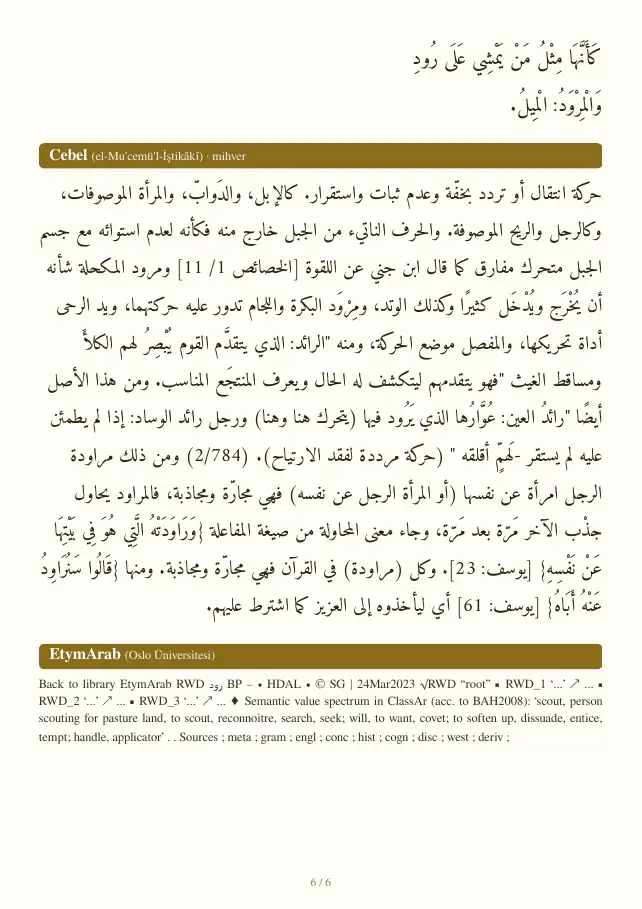 كَأَنَّهَا مِثْلُ مَنْ يَمْشِي عَلَى رُودِ
وَالْمِرْوَدُ: الْمِيلُ.
Cebel (el-Mu'cemü'l-İştikâkî) · mihver
حركة انتقال أو تردد بخفّة وعدم ثبات واستقرار. كالإبل، والدَوابّ، والمرأة الموصوفات،
وكالرجل والريح الموصوفة. والحرف الناتيء من الجبل خارج منه فكأنه لعدم استوائه مع جسم
الجبل متحرك مفارق كما قال ابن جني عن اللقوة [الخصائص 1/ 11] ومرود المكحلة شأنه
أن يُخْرَج ويُدْخَل كثيرًا وكذلك الوتد، ومِرْوَد البكرة واللجام تدور عليه حركتهما، ويد الرحى
أداة تحريكها، والمفصل موضع الحركة، ومنه "الرائد: الذي يتقدَّم القوم يُبْصِرُ لهم الكلأَ
ومساقط الغيث "فهو يتقدمهم ليتكشف له الحال ويعرف المنتجَع المناسب. ومن هذا الأصل
أيضًا "رائدُ العين: عُوَّارُها الذي يَرُود فيها (يتحرك هنا وهنا) ورجل رائد الوساد: إذا لم يطمئن
عليه لم يستقر -لَهمٍّ أقلقه " (حركة مرددة لفقد الارتياح). (2/784) ومن ذلك مراودة
الرجل امرأة عن نفسها (أو المرأة الرجل عن نفسه) فهي مجارّة ومجاذبة، فالمراود يحاول
جذْب الآخر مَرّة بعد مَرّة، وجاء معنى المحاولة من صيغة المفاعلة {وَرَاوَدَتْهُ الَّتِي هُوَ فِي بَيْتِهَا
عَنْ نَفْسِهِ} [يوسف: 23]. وكل (مراودة) في القرآن فهي مجارّة ومجاذبة. ومنها {قَالُوا سَنُرَاوِدُ
عَنْهُ أَبَاهُ} [يوسف: 61] أي ليأخذوه إلى العزيز كما اشترط عليهم.
EtymArab (Oslo Üniversitesi)
Back to library EtymArab RWD رود BP – • HDAL • © SG | 24Mar2023 √RWD “root” ▪ RWD_1 ‘...’ ↗ ... ▪
RWD_2 ‘...’ ↗ ... ▪ RWD_3 ‘...’ ↗ ... ♦ Semantic value spectrum in ClassAr (acc. to BAH2008): ‘scout, person
scouting for pasture land, to scout, reconnoitre, search, seek; will, to want, covet; to soften up, dissuade, entice,
tempt; handle, applicator’ . . Sources ; meta ; gram ; engl ; conc ; hist ; cogn ; disc ; west ; deriv ;
6 / 6